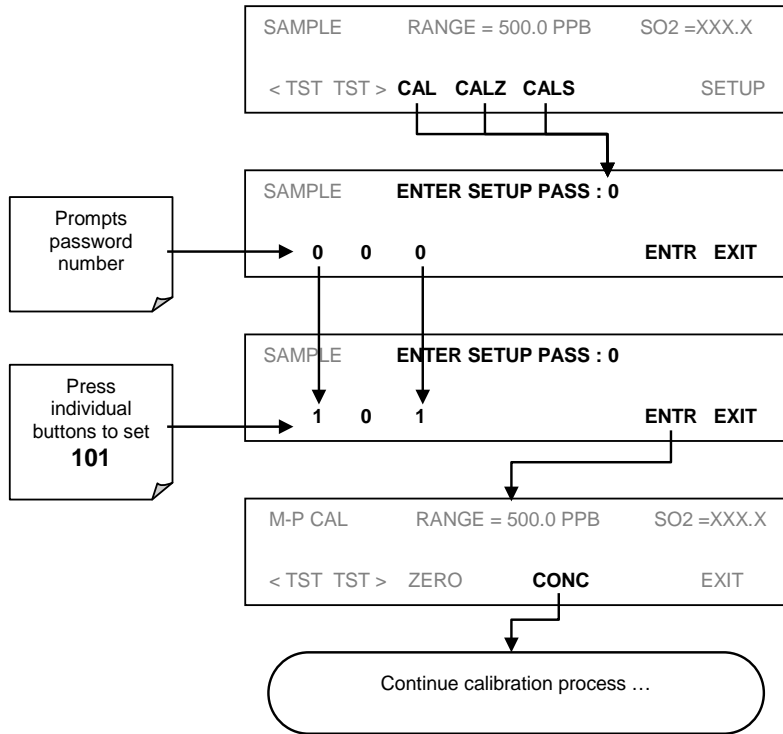 SAMPLE RANGE = 500.0 PPB SO2 =XXX.X
< TST TST > CAL CALZ CALS SETUP
SAMPLE ENTER SETUP PASS : 0
Prompts
password
number
0 0 0 ENTR EXIT
SAMPLE ENTER SETUP PASS : 0
Press
individual
buttons to set
101
1 0 1 ENTR EXIT
M-P CAL RANGE = 500.0 PPB SO2 =XXX.X
< TST TST > ZERO CONC EXIT
Continue calibration process …